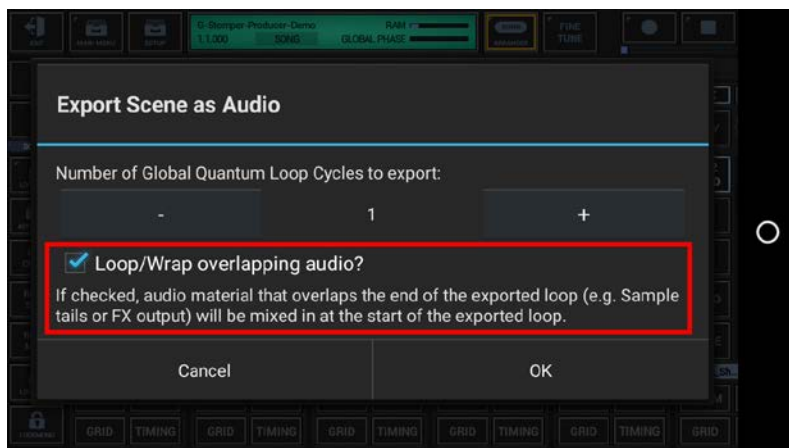 G-Stomper-Producer-Demo RAM
1.1.000 SONG GLOBAL PHASE
FINE
TUNE
MAIN-MENU SETUP
Export Scene as Audio
Number of Global Quantum Loop Cycles to export:
- 1 +
Loop/Wrap overlapping audio?
If checked, audio material that overlaps the end of the exported loop (e.g. Sample
tails or FX output) will be mixed in at the start of the exported loop.
Cancel OK
GRID TIMING GRID TIMING GRID TIMING GRID TIMING GRID TIMING GRID